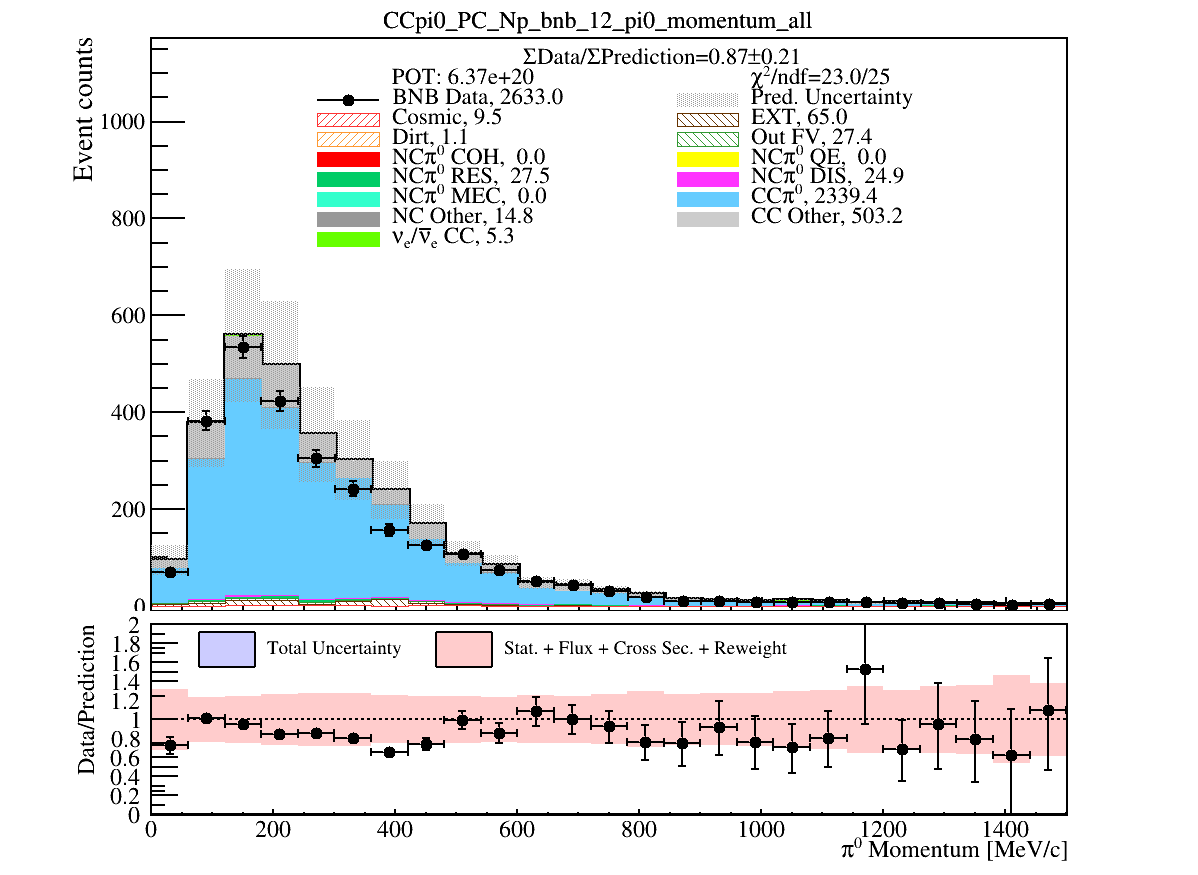 CCpi0_PC_Np_bnb_12_pi0_momentum_all
ΣData/ΣPrediction=0.87±0.21
POT: 6.37e+20
χ²/ndf=23.0/25
BNB Data, 2633.0
Pred. Uncertainty
Cosmic, 9.5
EXT, 65.0
Dirt, 1.1
Out FV, 27.4
NCπ⁰ COH, 0.0
NCπ⁰ QE, 0.0
NCπ⁰ RES, 27.5
NCπ⁰ DIS, 24.9
NCπ⁰ MEC, 0.0
CCπ⁰, 2339.4
NC Other, 14.8
CC Other, 503.2
νₑ/ν̅ₑ CC, 5.3
Event counts
1000
800
600
400
200
0
Total Uncertainty
Stat. + Flux + Cross Sec. + Reweight
Data/Prediction
2
1.8
1.6
1.4
1.2
1
0.8
0.6
0.4
0.2
0
0 200 400 600 800 1000 1200 1400
π⁰ Momentum [MeV/c]